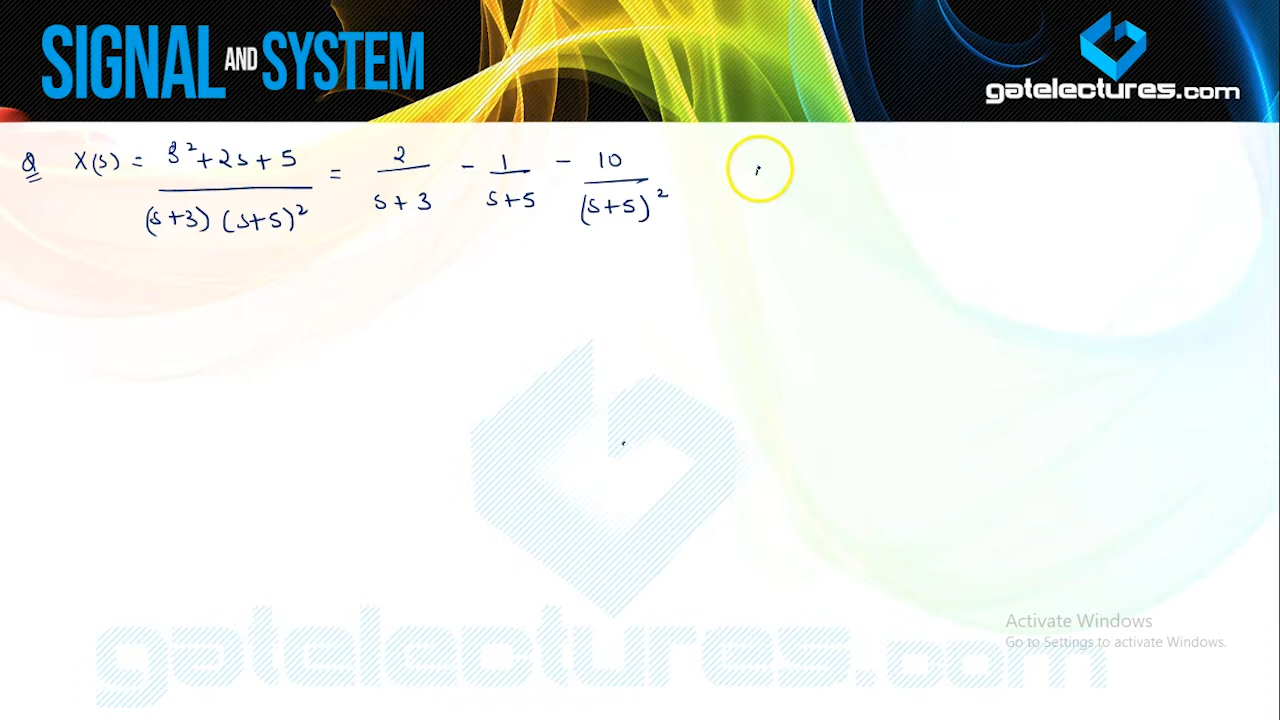 SIGNAL AND SYSTEM
gatelectures.com
Q X(s) = s²+2s+5 / (s+3) (s+5)² = 2 / s+3 - 1 / s+5 - 10 / (s+5)²
Activate Windows
Go to Settings to activate Windows.
gatelectures.com